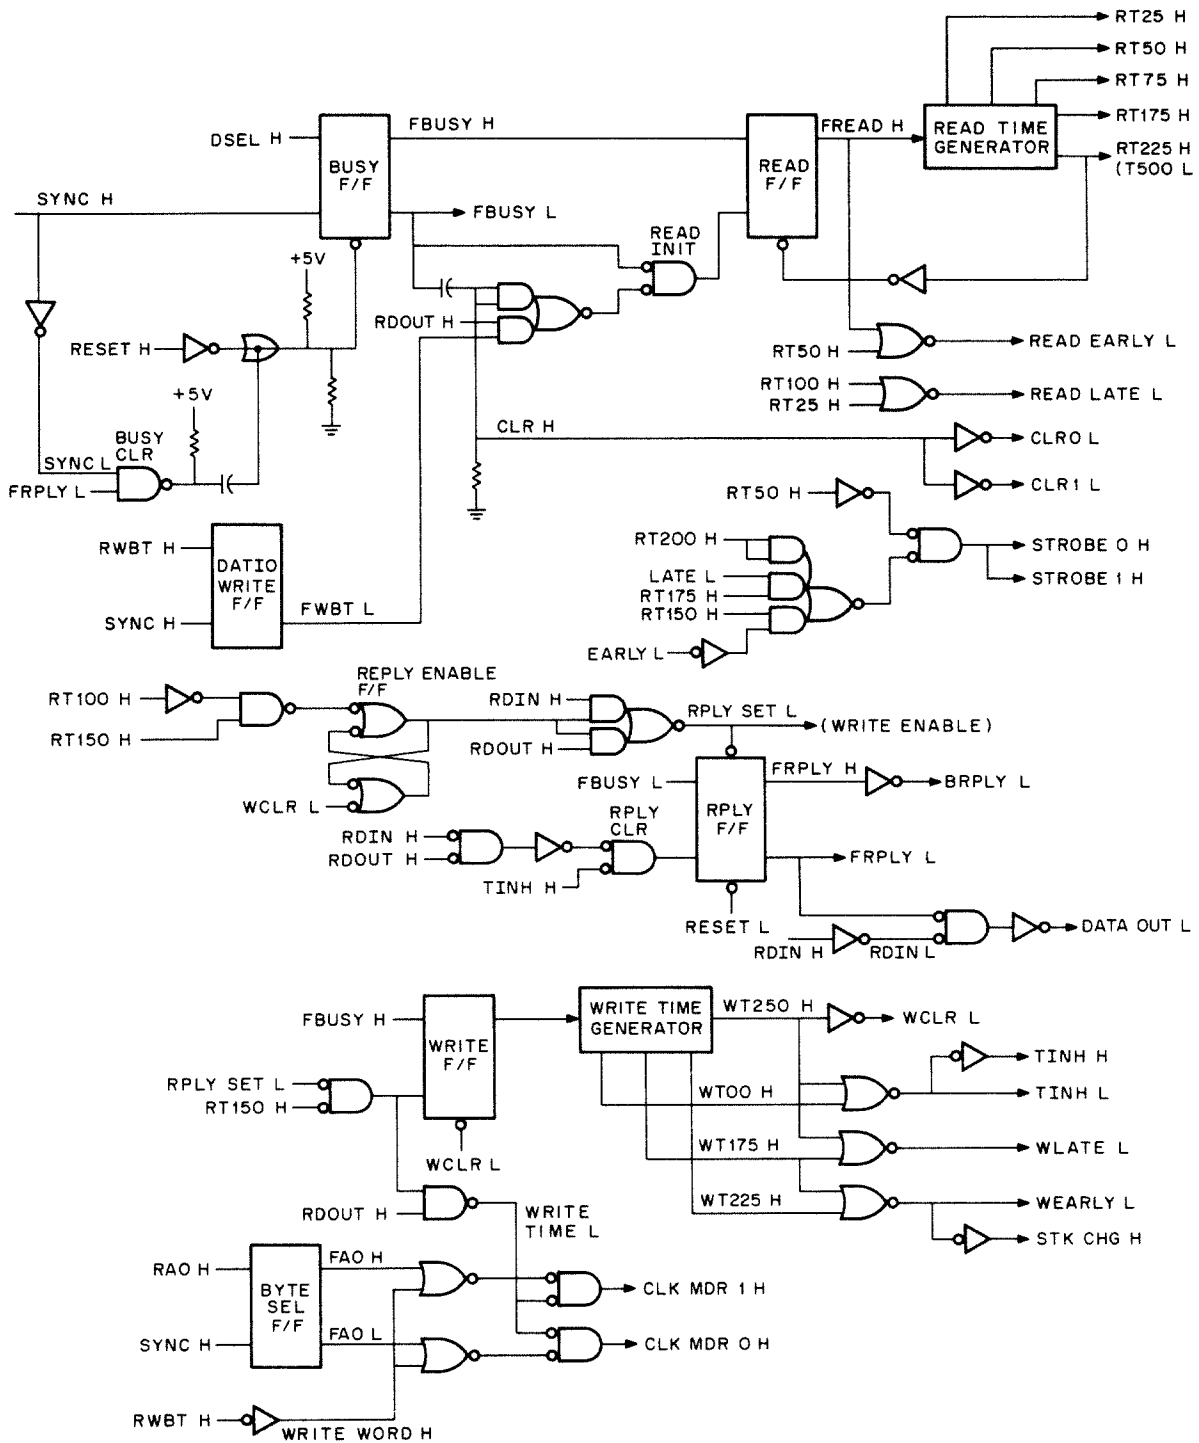 RT25 H
RT50 H
RT75 H
RT175 H
RT225 H
(T500 L
DSEL H
FBUSY H
FREAD H
READ TIME
GENERATOR
BUSY
F/F
READ
F/F
SYNC H
FBUSY L
READ
INIT
+5V
RDOUT H
RESET H
RT50 H
READ EARLY L
RT100 H
RT25 H
READ LATE L
+5V
BUSY
CLR
CLR H
CLR0 L
SYNC L
FRPLY L
RT50 H
CLR1 L
RWBT H
DATIO
WRITE
F/F
RT200 H
STROBE 0 H
LATE L
RT175 H
STROBE 1 H
SYNC H
FWBT L
RT150 H
EARLY L
REPLY ENABLE
F/F
RT100 H
RDIN H
RPLY SET L
(WRITE ENABLE)
RT150 H
RDOUT H
FBUSY L
FRPLY H
BRPLY L
WCLR L
RPLY
F/F
RPLY
CLR
RDIN H
RDOUT H
FRPLY L
TINH H
RESET L
RDIN H
RDIN L
DATA OUT L
FBUSY H
WRITE
F/F
WRITE TIME
GENERATOR
WT250 H
WCLR L
RPLY SET L
RT150 H
TINH H
WT00 H
TINH L
WCLR L
WT175 H
WLATE L
RDOUT H
WRITE
TIME L
WT225 H
WEARLY L
STK CHG H
RA0 H
FA0 H
BYTE
SEL
F/F
CLK MDR 1 H
SYNC H
FA0 L
CLK MDR 0 H
RWBT H
WRITE WORD H